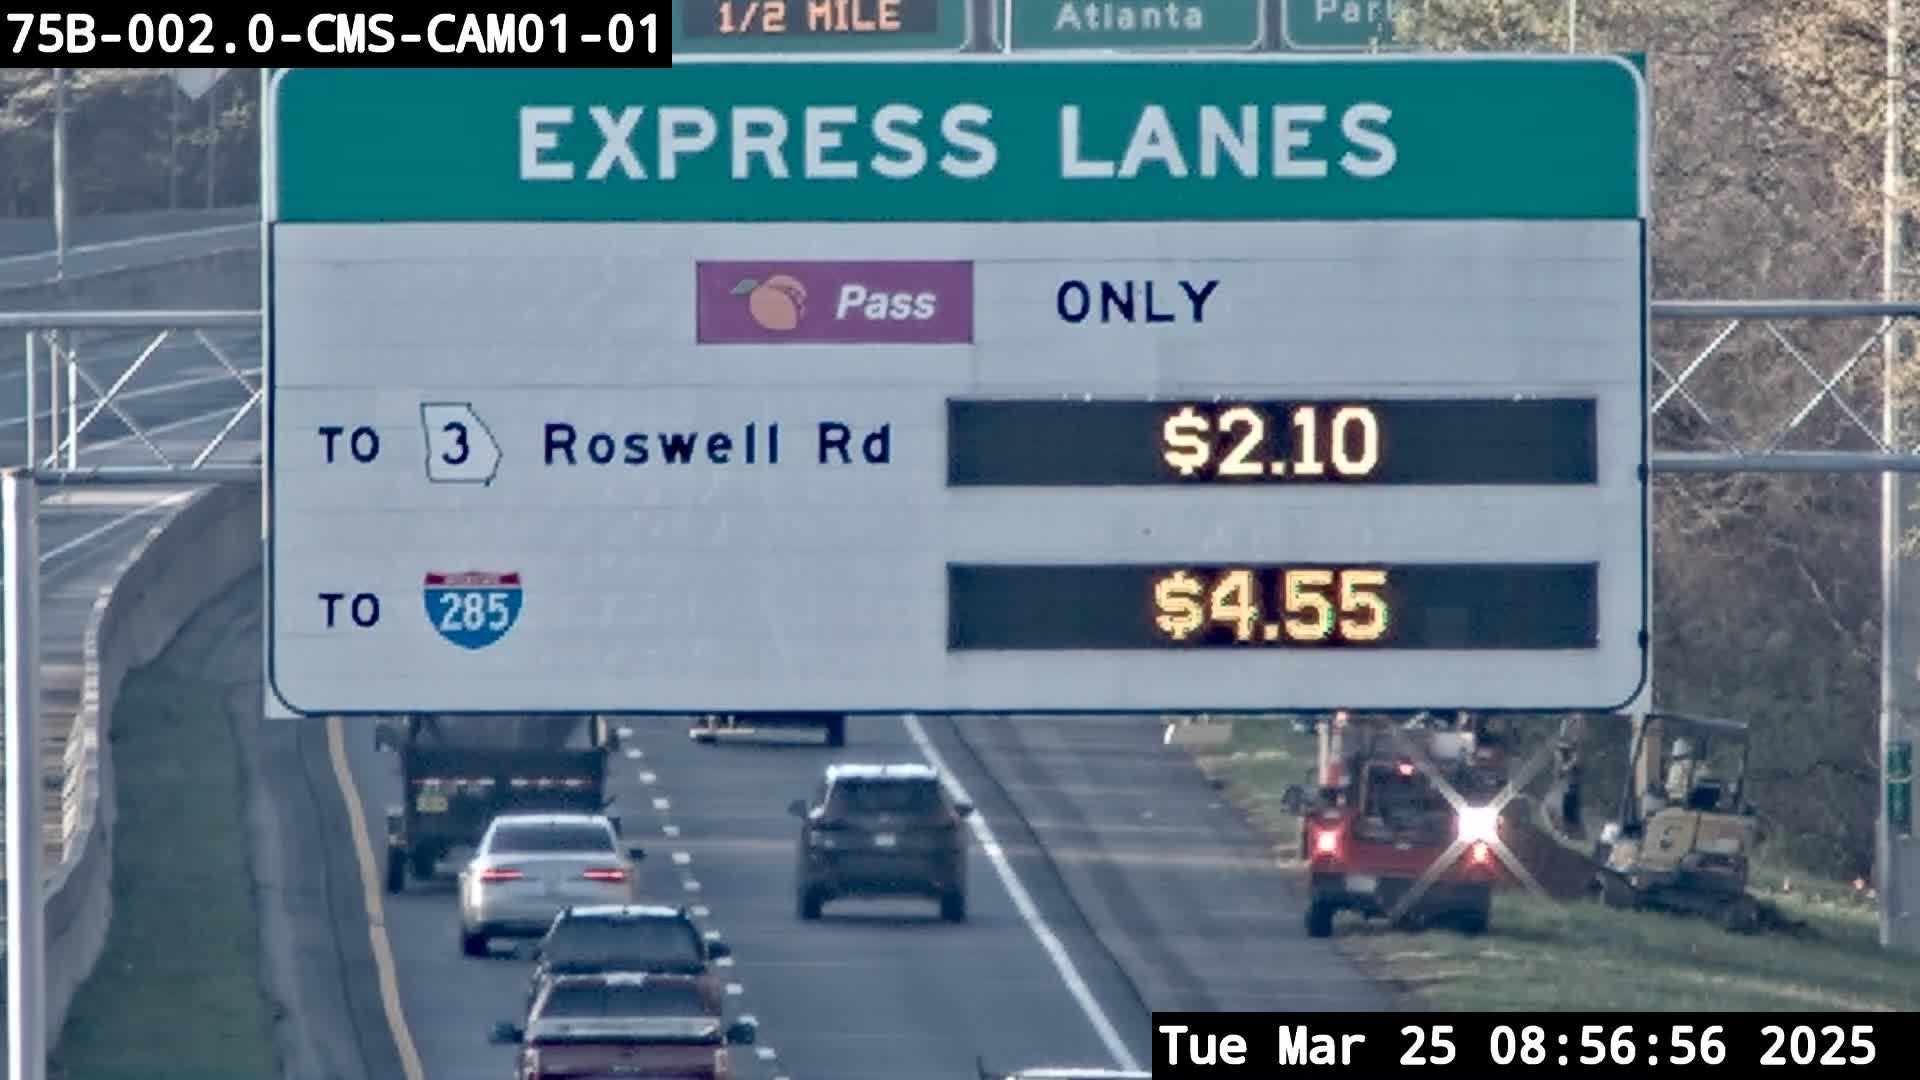 75B-002.0-CMS-CAM01-01
1/2 MILE
Atlanta
EXPRESS LANES
Pass ONLY
TO 3 Roswell Rd $2.10
TO 285 $4.55
Tue Mar 25 08:56:56 2025